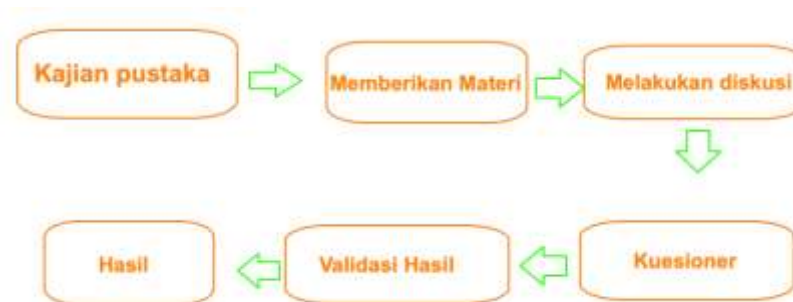 Kajian pustaka
Memberikan Materi
Melakukan diskusi
Kuesioner
Validasi Hasil
Hasil